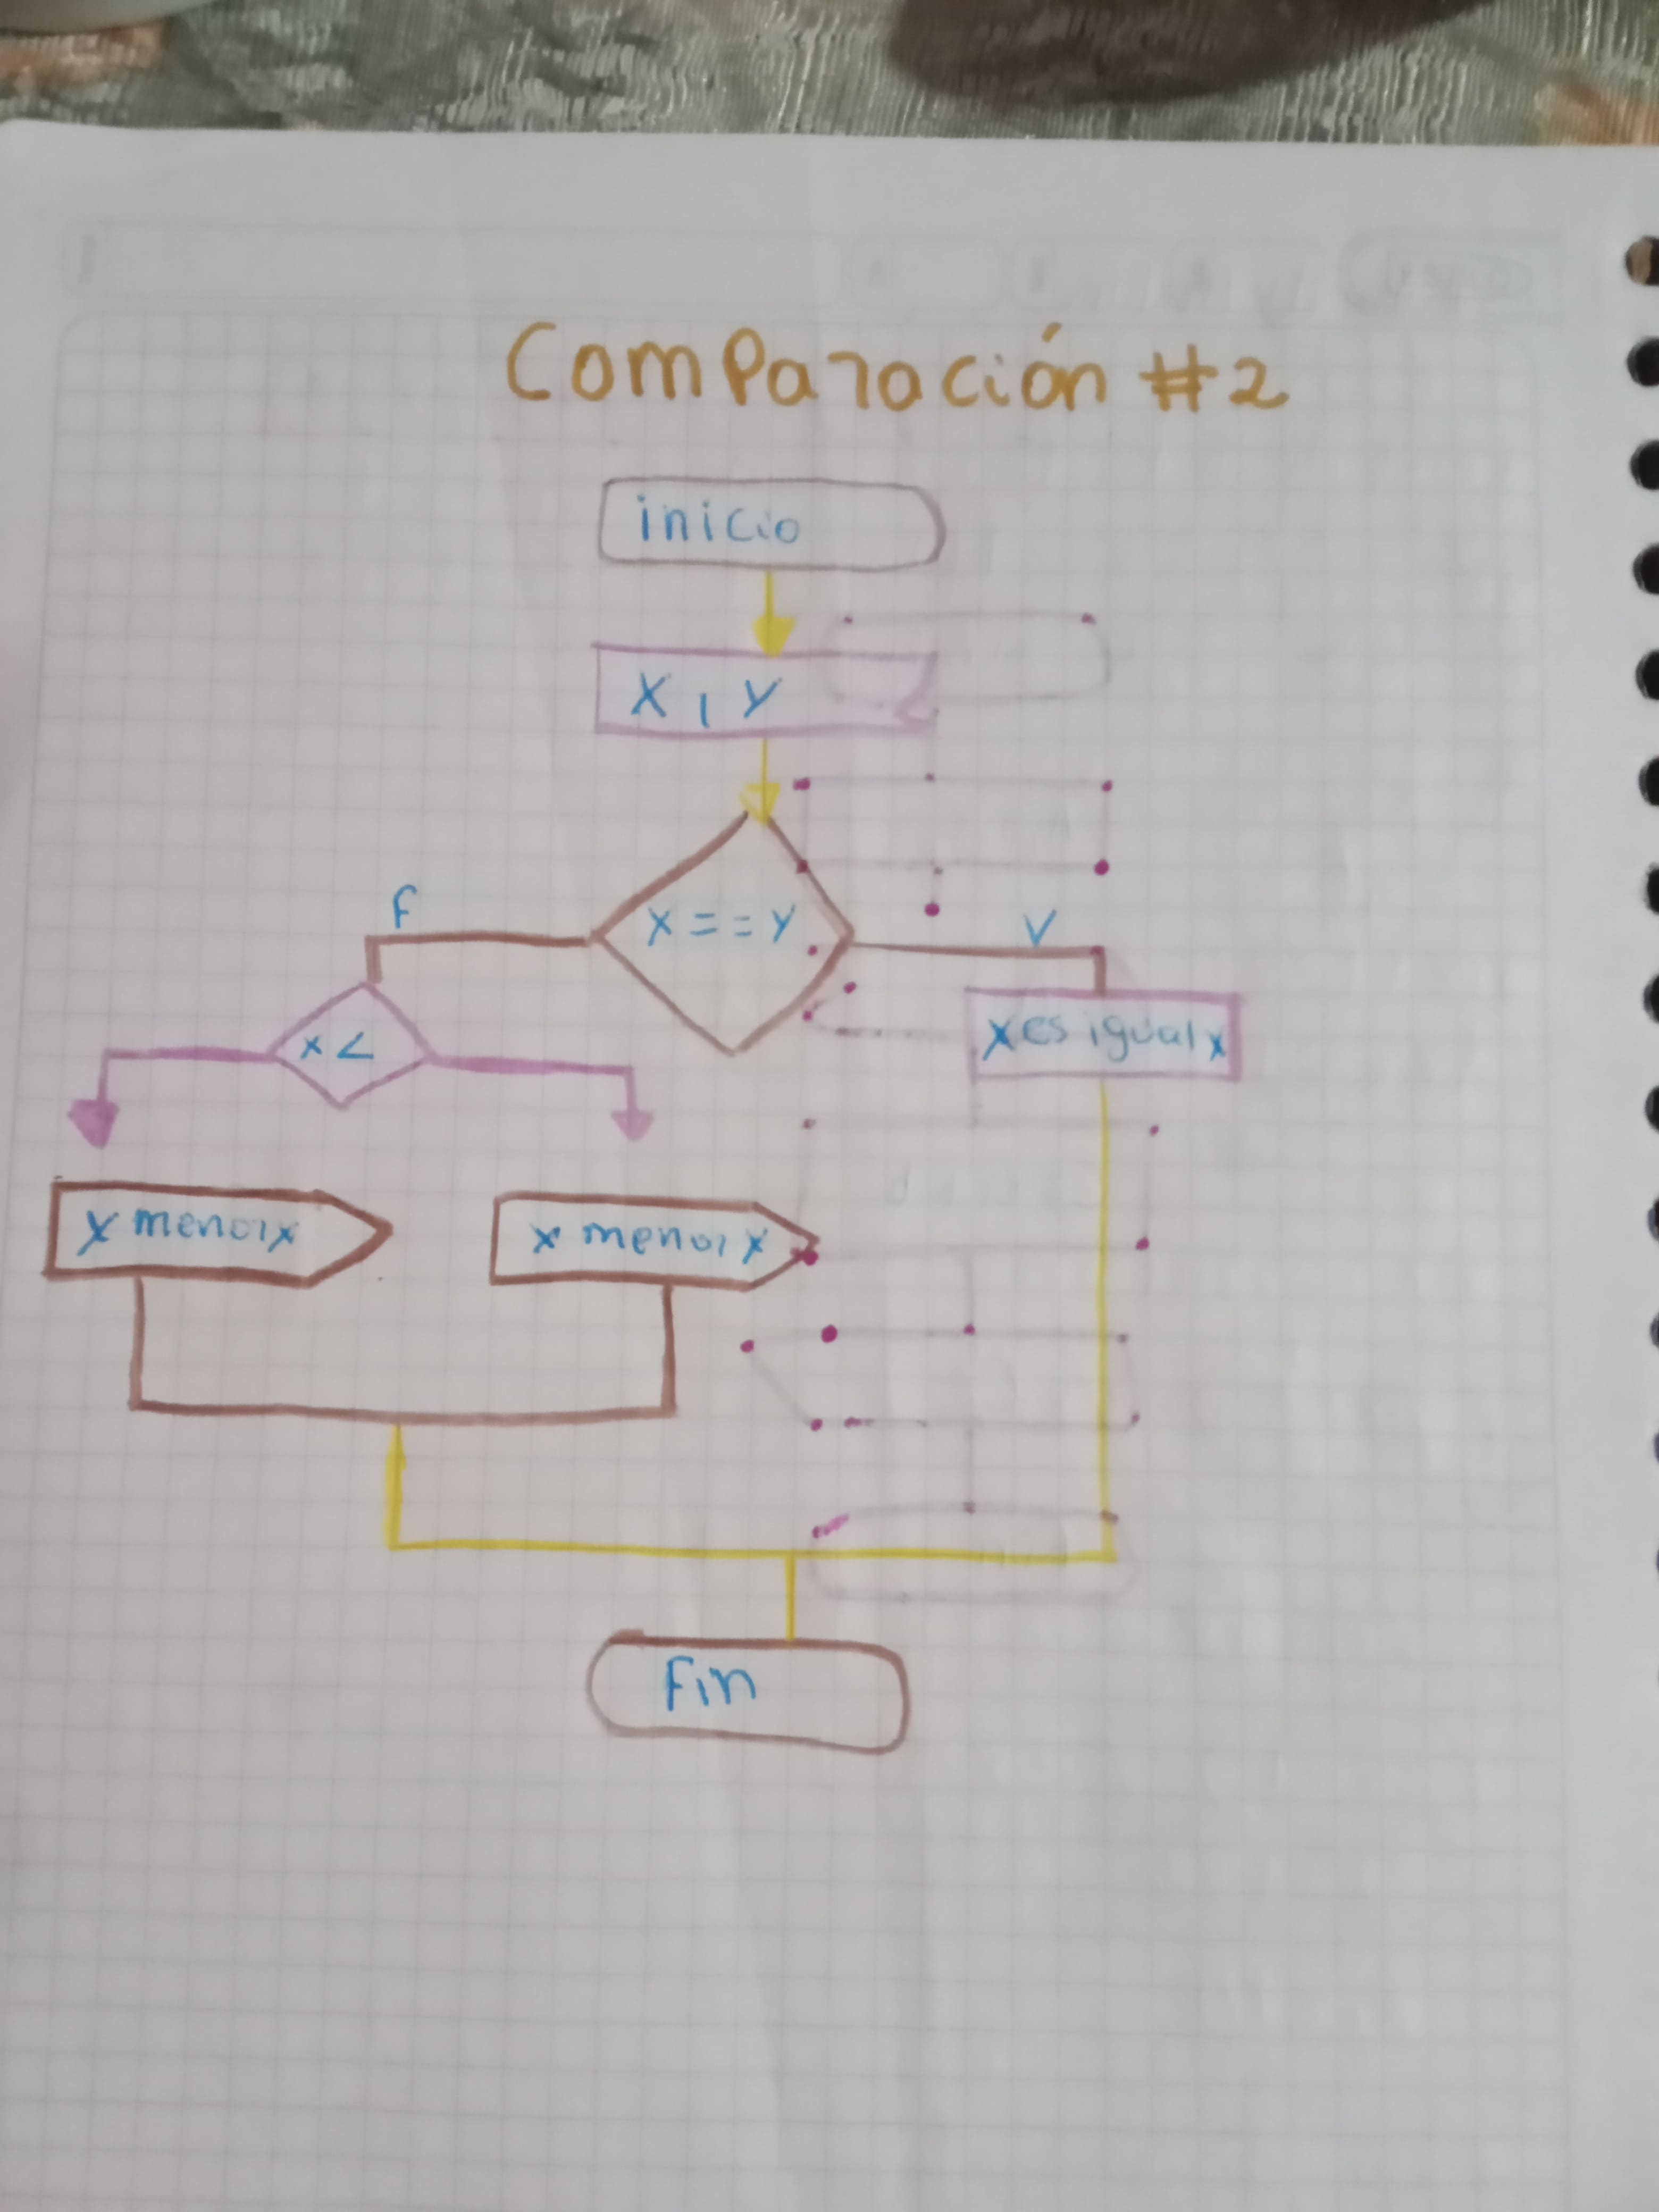 Comparación #2
inicio
X, Y
X == Y
F
V
x <
X es igual x
X menor x
x menor x
Fin